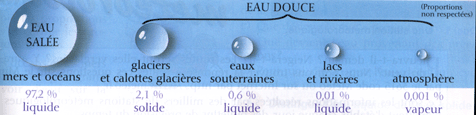 EAU DOUCE
(Proportions
non respectées)
EAU
SALÉE
mers et océans
glaciers
et calottes glacières
eaux
souterraines
lacs
et rivières
atmosphère
97,2 %
liquide
2,1 %
solide
0,6 %
liquide
0,01 %
liquide
0,001 %
vapeur